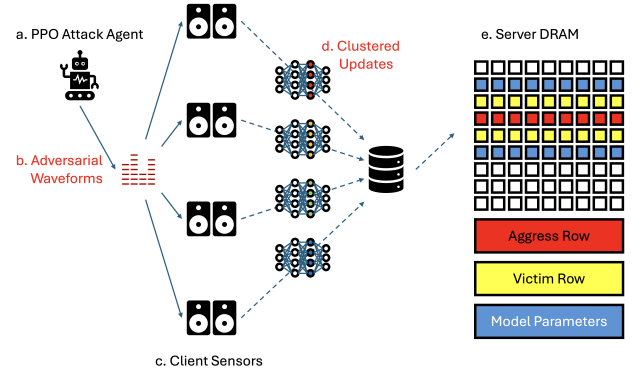 a. PPO Attack Agent
d. Clustered
Updates
e. Server DRAM
b. Adversarial
Waveforms
Aggress Row
Victim Row
Model Parameters
c. Client Sensors